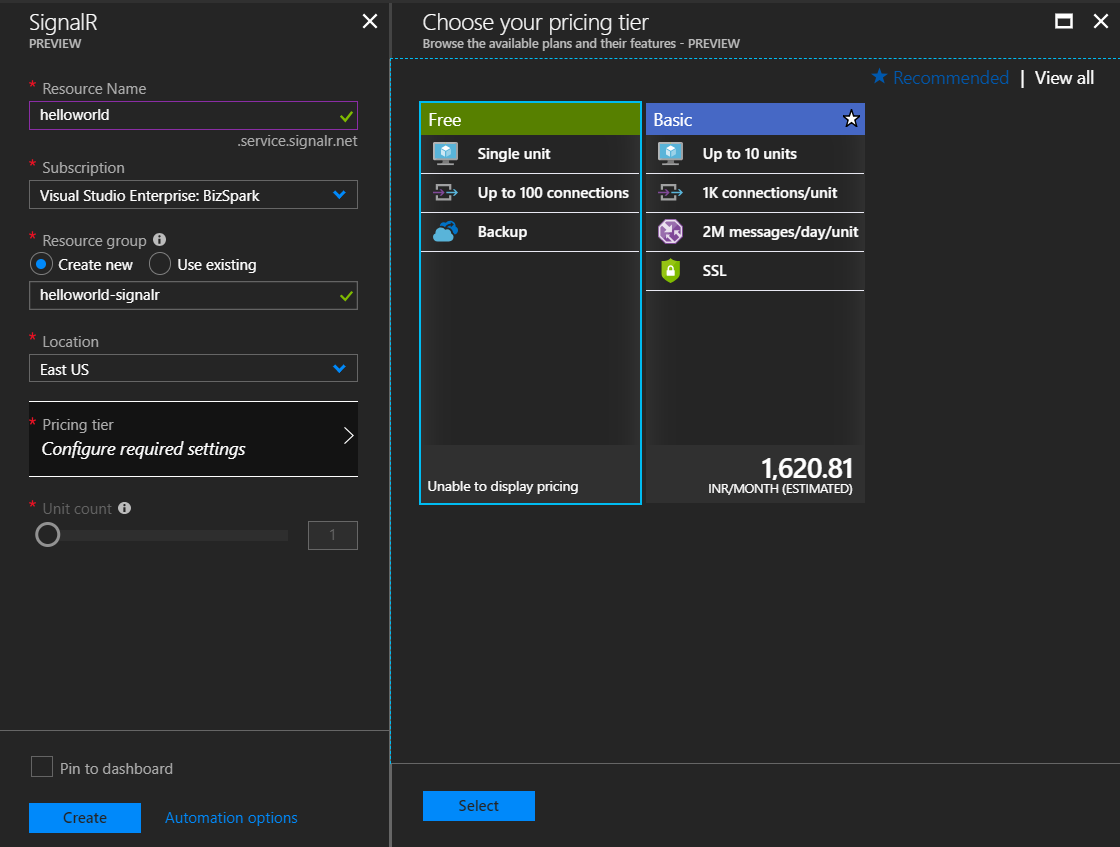 SignalR
PREVIEW
* Resource Name
helloworld
.service.signalr.net
* Subscription
Visual Studio Enterprise: BizSpark
* Resource group
Create new Use existing
helloworld-signalr
* Location
East US
* Pricing tier
Configure required settings
* Unit count
1
Pin to dashboard
Create Automation options
Choose your pricing tier
Browse the available plans and their features - PREVIEW
Recommended | View all
Free
Single unit
Up to 100 connections
Backup
Unable to display pricing
Basic
Up to 10 units
1K connections/unit
2M messages/day/unit
SSL
1,620.81
INR/MONTH (ESTIMATED)
Select